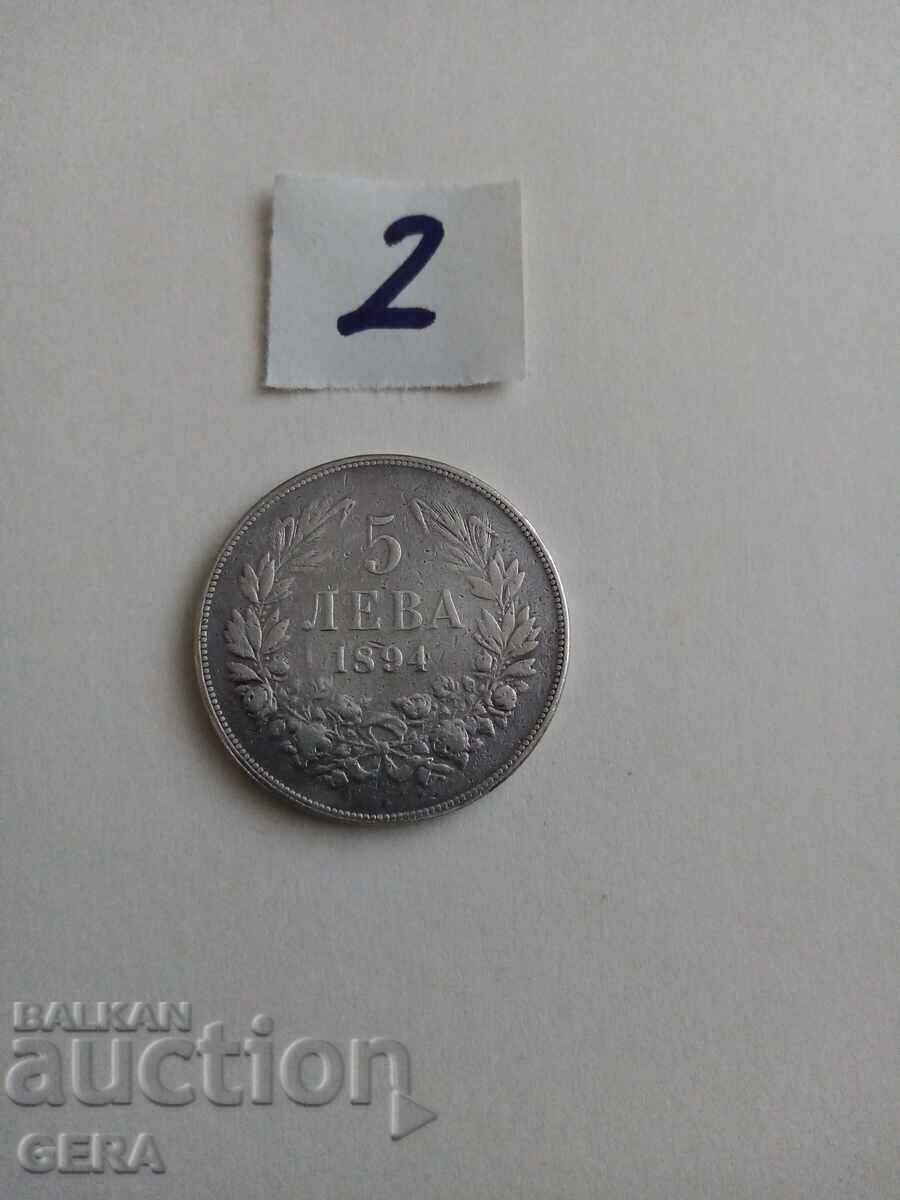 2
5
ЛЕВА
1894
BALKAN
auction
GERA